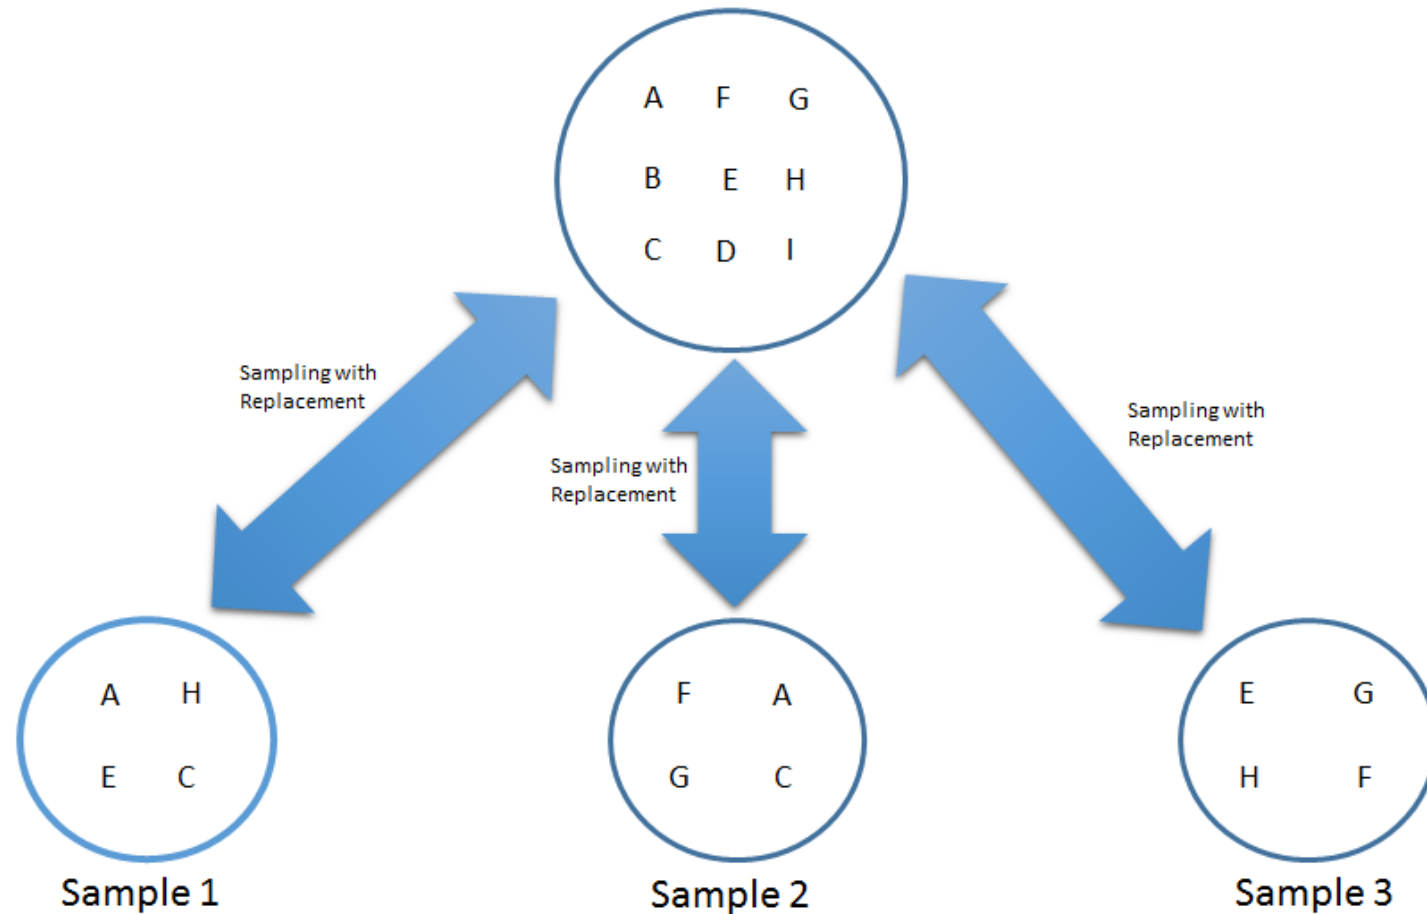 A F G
B E H
C D I
Sampling with
Replacement
Sampling with
Replacement
Sampling with
Replacement
A H
E C
Sample 1
F A
G C
Sample 2
E G
H F
Sample 3